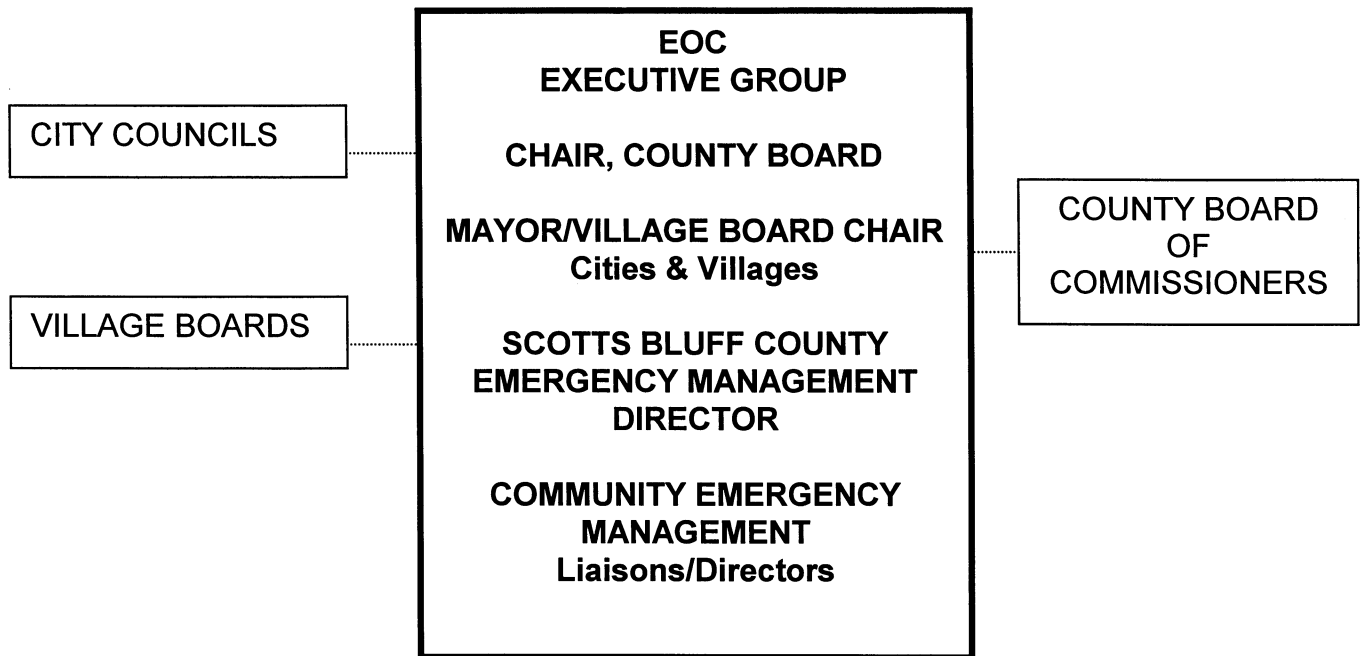 EOC
EXECUTIVE GROUP
CHAIR, COUNTY BOARD
MAYOR/VILLAGE BOARD CHAIR
Cities & Villages
SCOTTS BLUFF COUNTY
EMERGENCY MANAGEMENT
DIRECTOR
COMMUNITY EMERGENCY
MANAGEMENT
Liaisons/Directors
CITY COUNCILS
VILLAGE BOARDS
COUNTY BOARD
OF
COMMISSIONERS